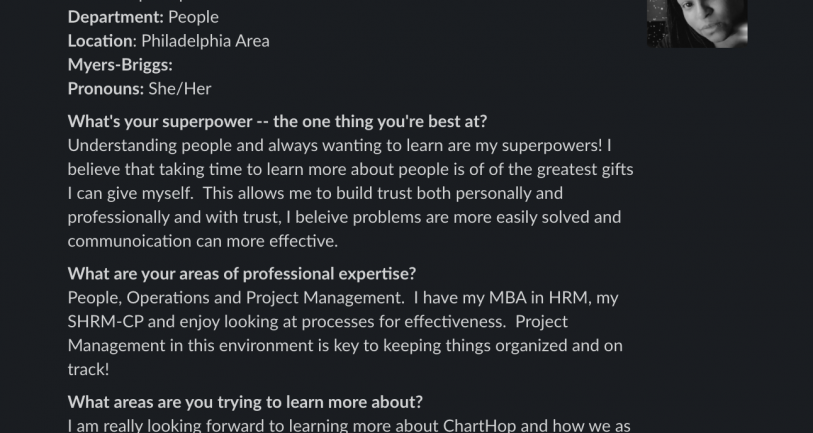 Department: People
Location: Philadelphia Area
Myers-Briggs:
Pronouns: She/Her
What's your superpower -- the one thing you're best at?
Understanding people and always wanting to learn are my superpowers! I
believe that taking time to learn more about people is of of the greatest gifts
I can give myself.  This allows me to build trust both personally and
professionally and with trust, I beleive problems are more easily solved and
communoication can more effective.
What are your areas of professional expertise?
People, Operations and Project Management.  I have my MBA in HRM, my
SHRM-CP and enjoy looking at processes for effectiveness.  Project
Management in this environment is key to keeping things organized and on
track!
What areas are you trying to learn more about?
I am really looking forward to learning more about ChartHop and how we as